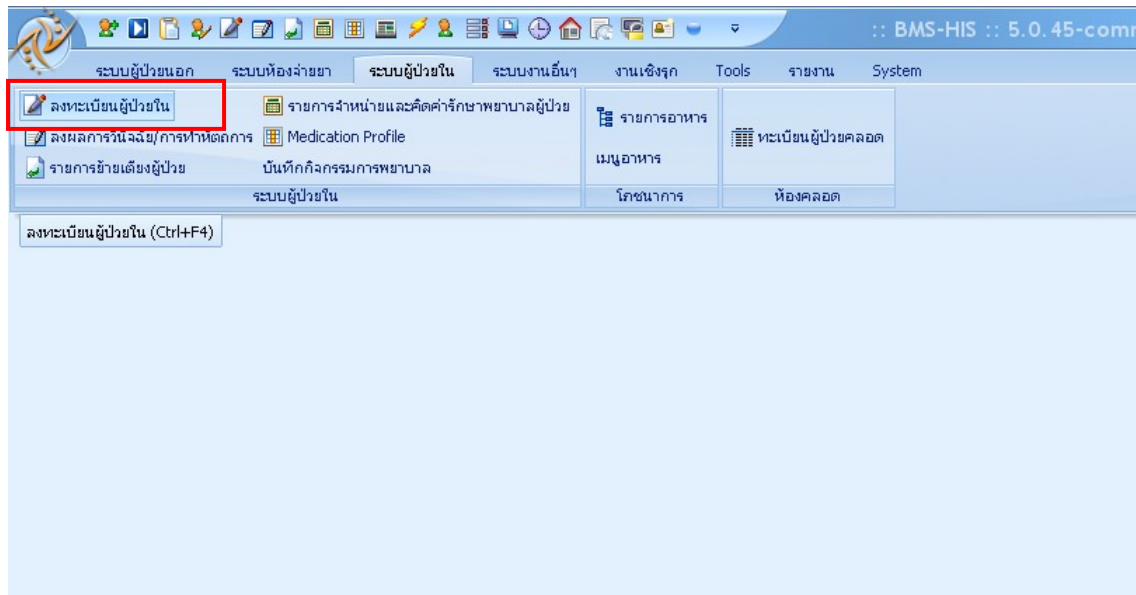 :: BMS-HIS :: 5.0.45-comm
ระบบผู้ป่วยนอก ระบบห้องจ่ายยา ระบบผู้ป่วยใน ระบบงานอื่นๆ งานเชิงรุก Tools รายงาน System
ลงทะเบียนผู้ป่วยใน รายการจำหน่ายและคิดค่ารักษาพยาบาลผู้ป่วย รายการอาหาร
ลงผลการวินิจฉัย/การทำหัตถการ Medication Profile เมนูอาหาร ทะเบียนผู้ป่วยคลอด
รายการย้ายเตียงผู้ป่วย บันทึกกิจกรรมการพยาบาล
ระบบผู้ป่วยใน โภชนาการ ห้องคลอด
ลงทะเบียนผู้ป่วยใน (Ctrl+F4)